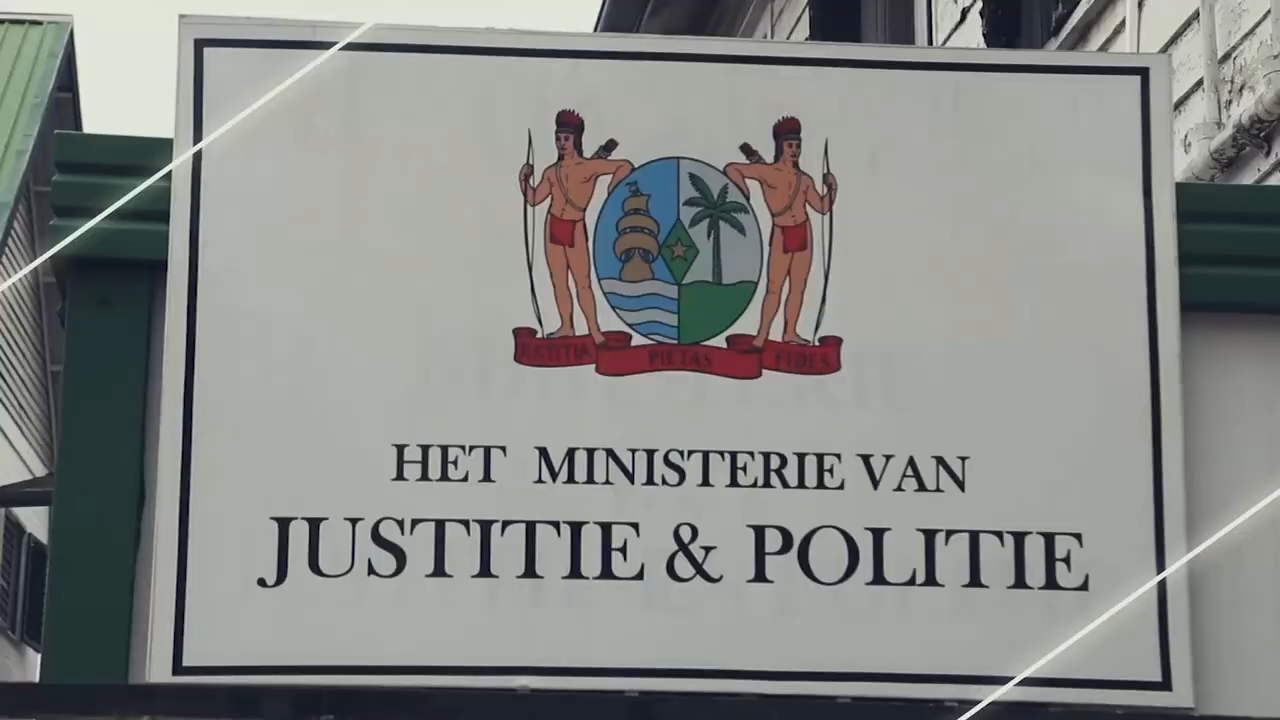 JUSTITIA PIETAS FIDES
HET MINISTERIE VAN
JUSTITIE & POLITIE